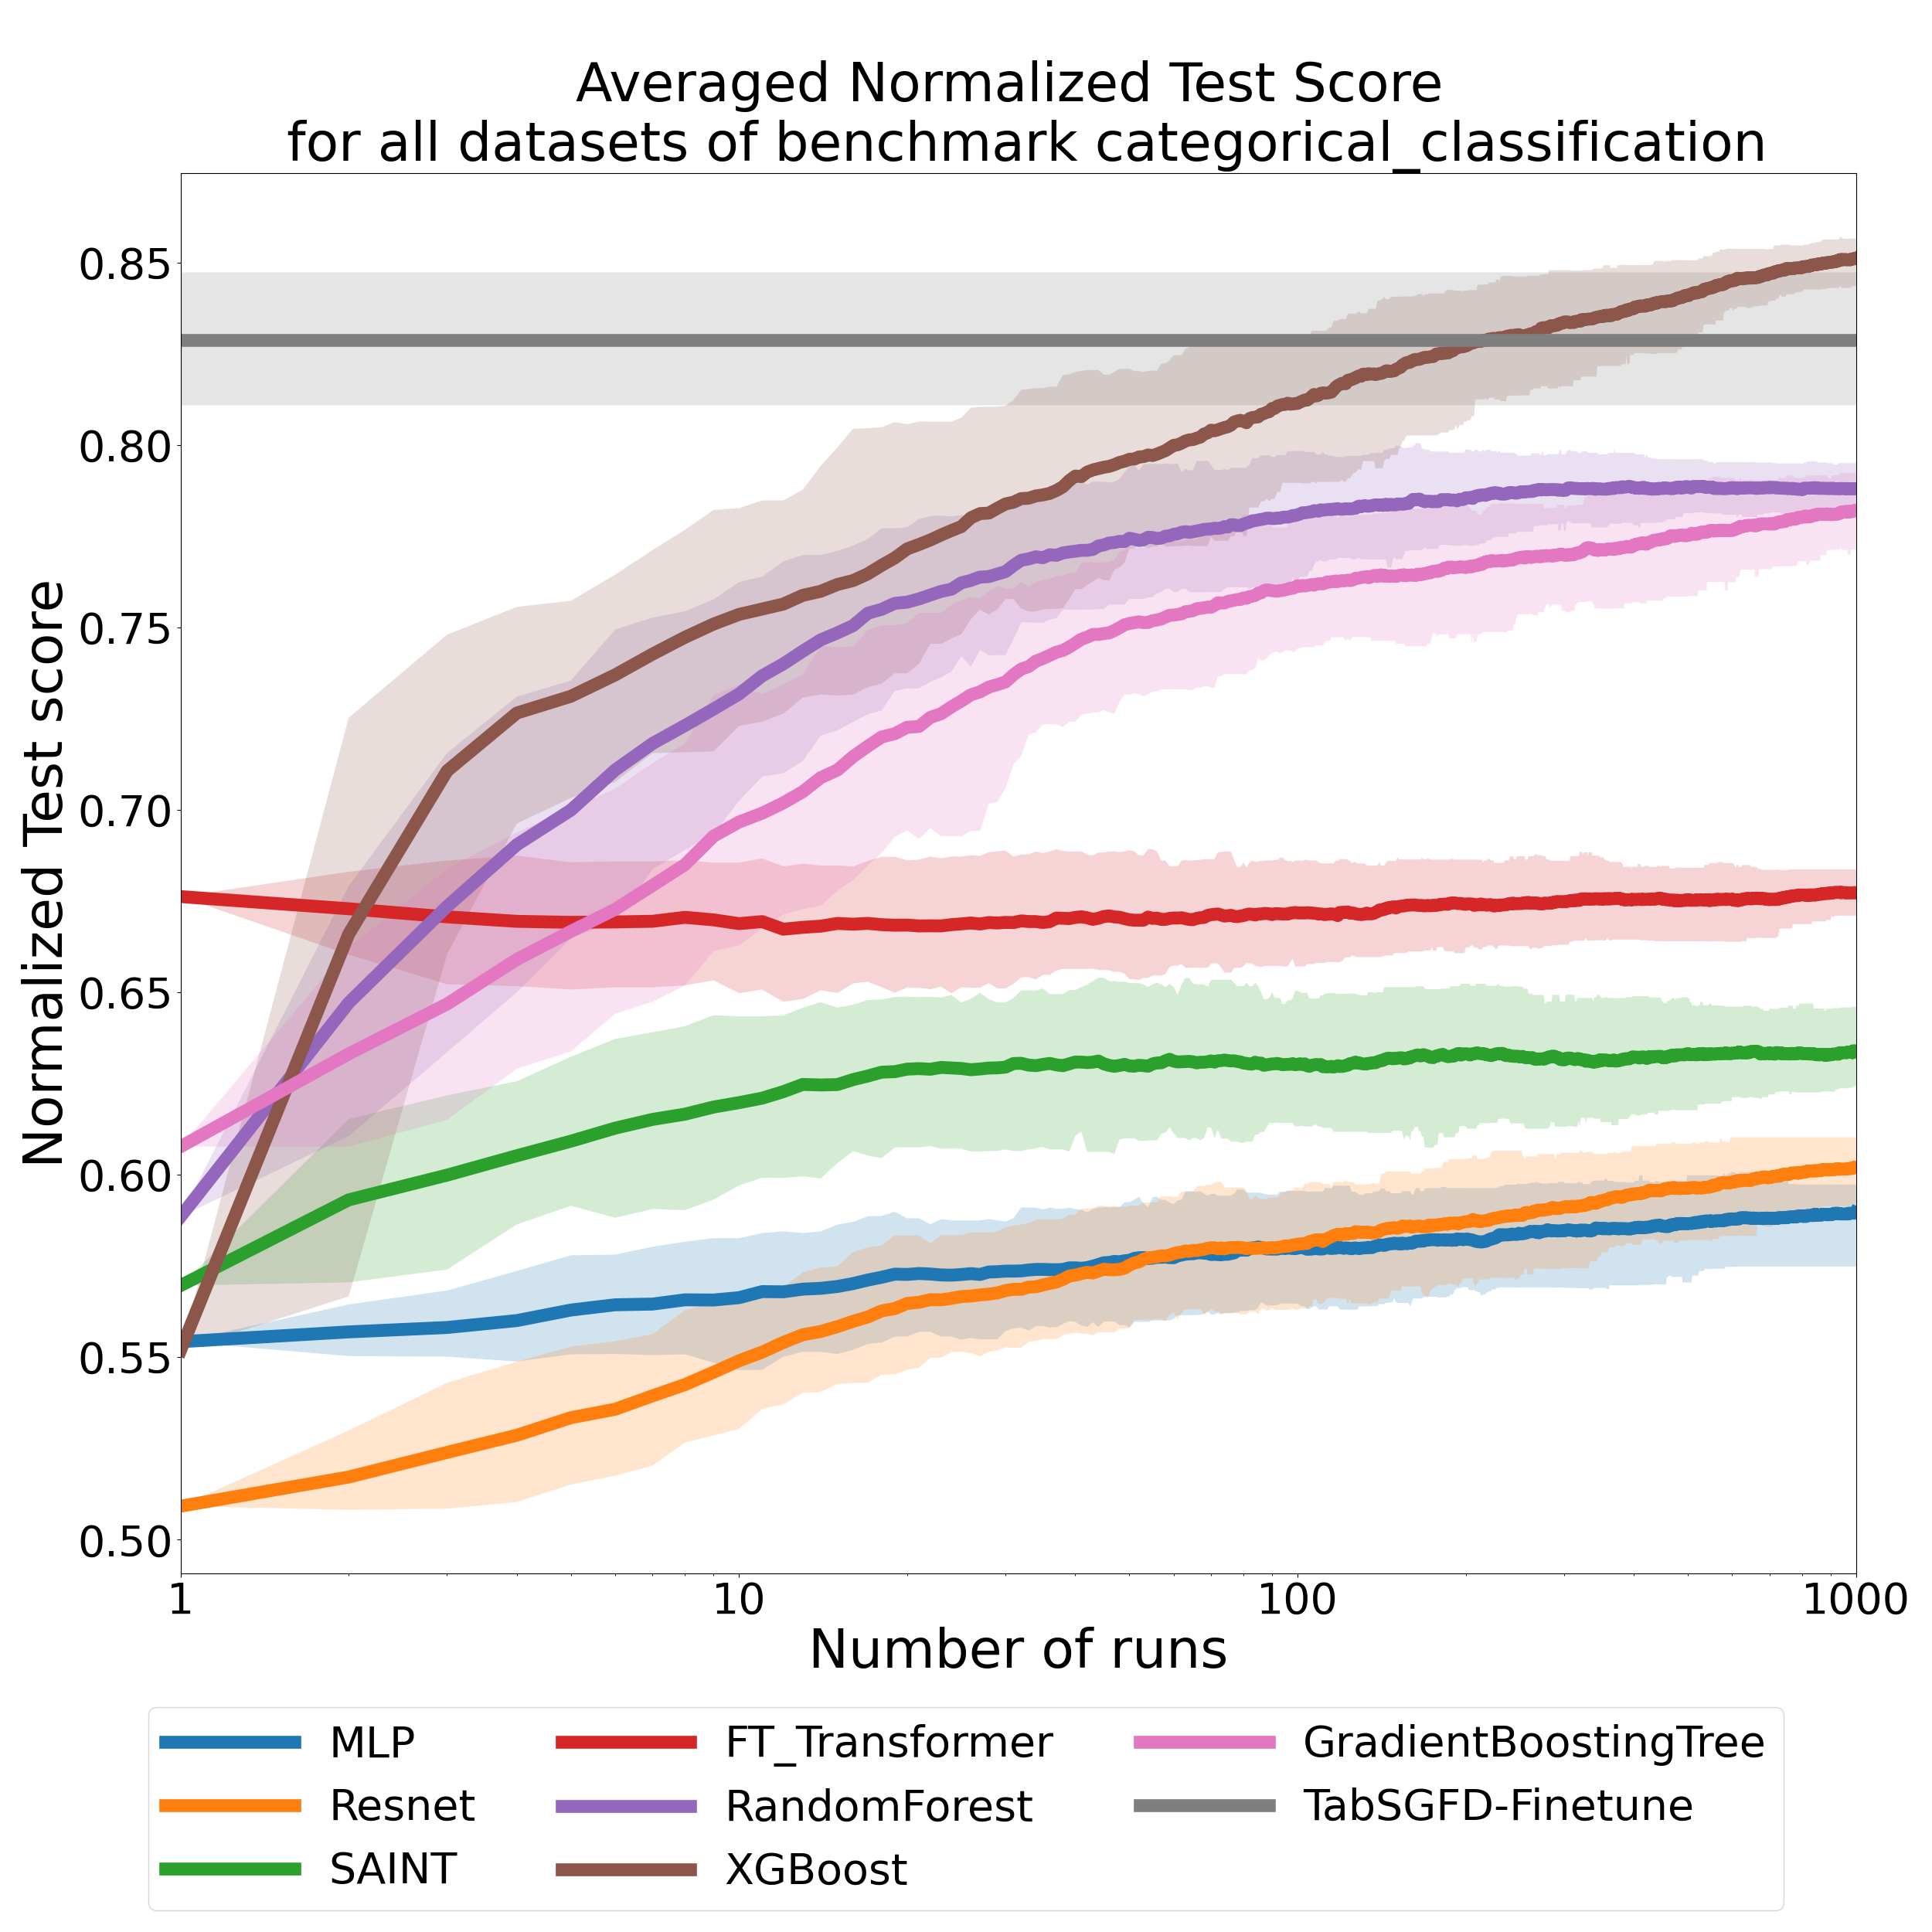 Averaged Normalized Test Score
for all datasets of benchmark categorical_classification
Normalized Test score
0.85
0.80
0.75
0.70
0.65
0.60
0.55
0.50
1
10
100
1000
Number of runs
MLP
Resnet
SAINT
FT_Transformer
RandomForest
XGBoost
GradientBoostingTree
TabSGFD-Finetune